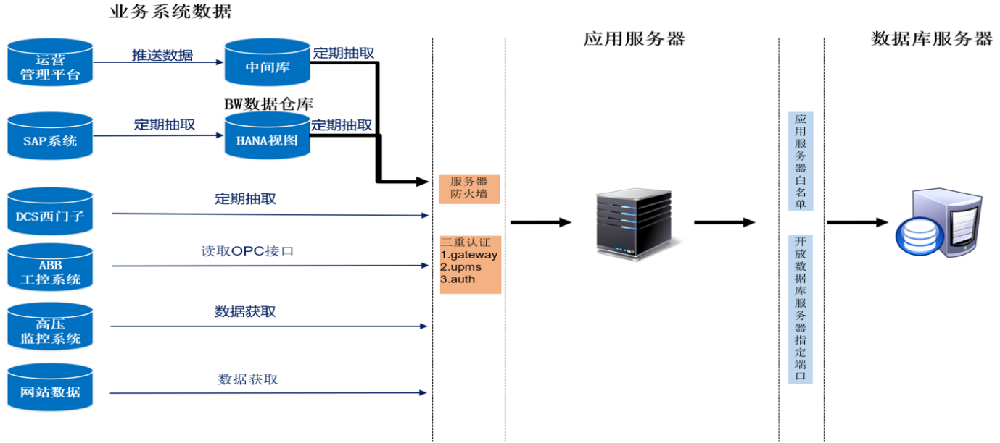 业务系统数据
应用服务器
数据库服务器
运营
管理平台
推送数据
中间库
定期抽取
BW数据仓库
SAP系统
定期抽取
HANA视图
定期抽取
服务器
防火墙
DCS西门子
定期抽取
三重认证
1.gateway
2.upms
3.auth
ABB
工控系统
读取OPC接口
高压
监控系统
数据获取
网站数据
数据获取
应用服务器白名单
开放数据库服务器指定端口